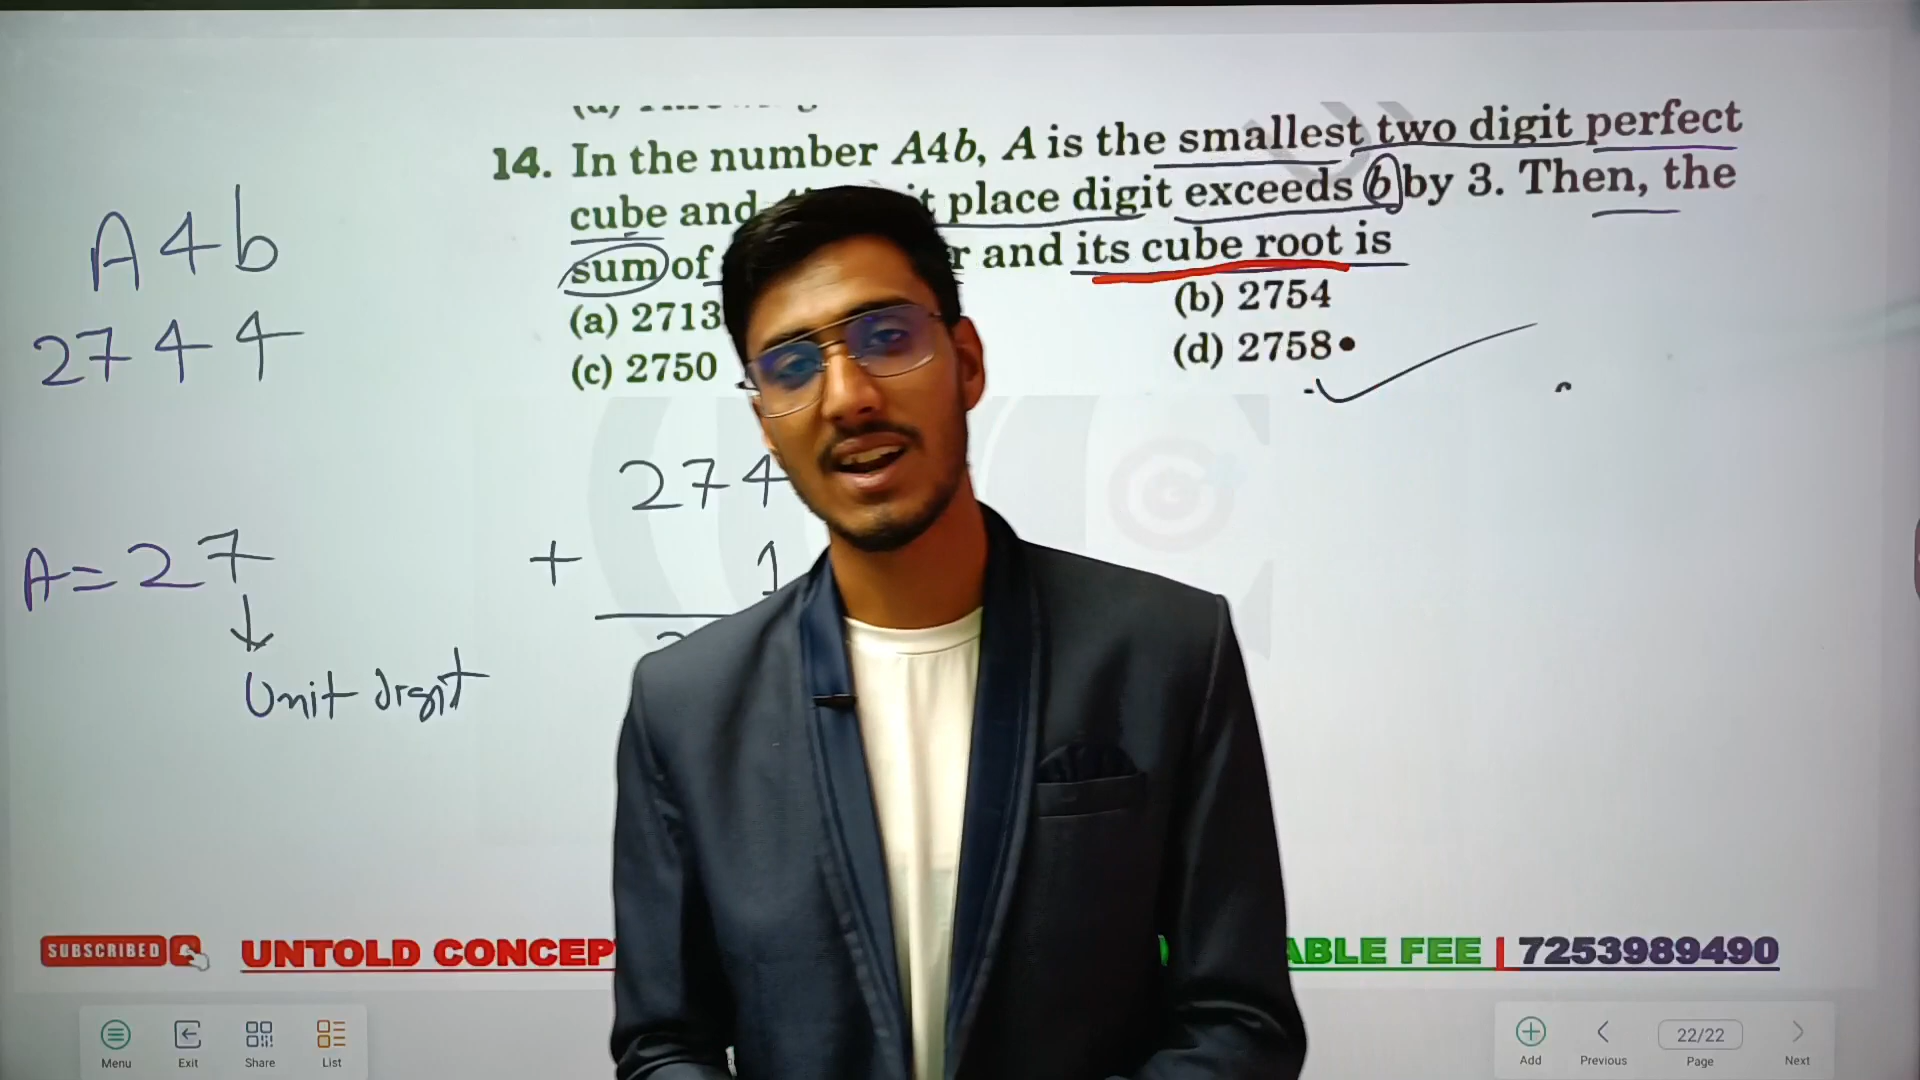 14. In the number A4b, A is the smallest two digit perfect
cube and place digit exceeds b by 3. Then, the
sum of and its cube root is
(a) 2713 (b) 2754
(c) 2750 (d) 2758
A4b
2744
274
+ 1
A=27
Unit digit
SUBSCRIBED
UNTOLD CONCEP ABLE FEE | 7253989490
Menu Exit Share List
Add Previous 22/22 Page Next